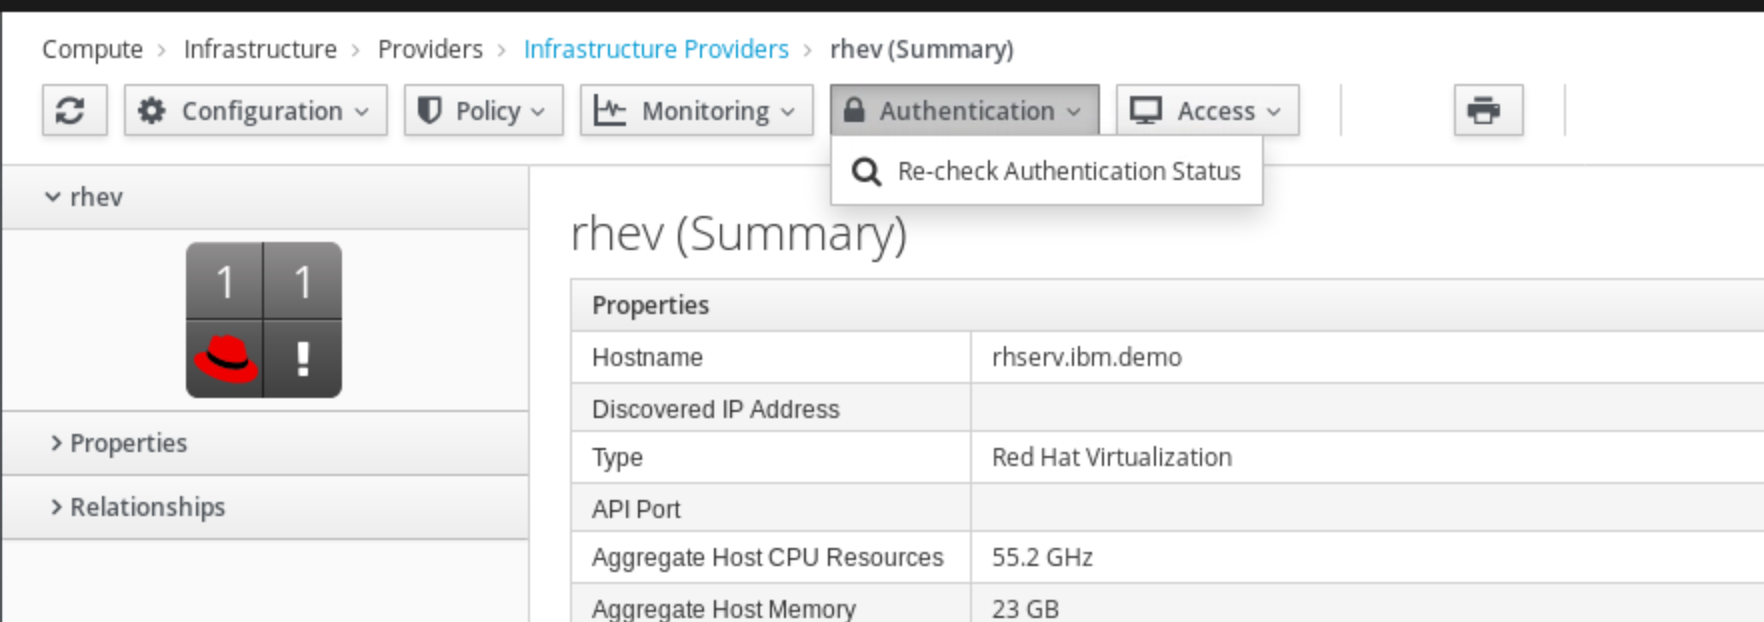 Compute > Infrastructure > Providers > Infrastructure Providers > rhev (Summary)
Configuration Policy Monitoring Authentication Access
Re-check Authentication Status
rhev
1 1
!
Properties
Relationships
rhev (Summary)
Properties
Hostname rhserv.ibm.demo
Discovered IP Address
Type Red Hat Virtualization
API Port
Aggregate Host CPU Resources 55.2 GHz
Aggregate Host Memory 23 GB